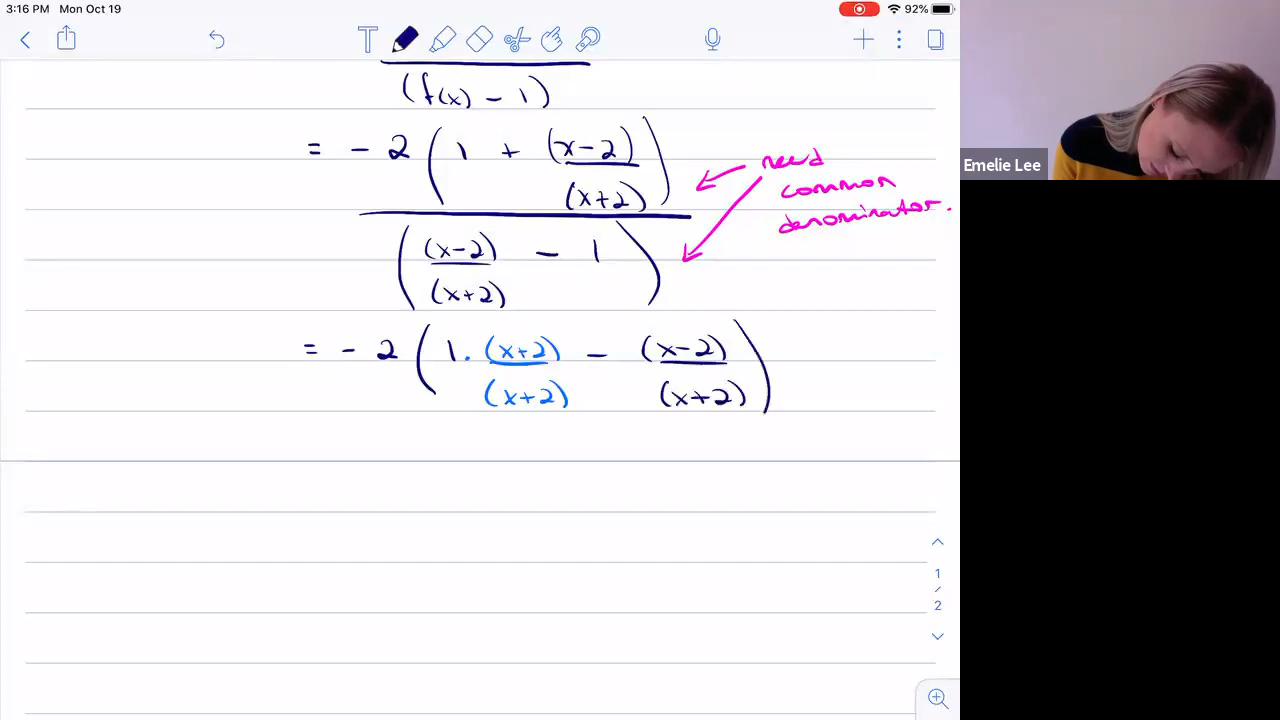 3:16 PM Mon Oct 19
92%
T
(f(x) - 1)
= - 2 ( 1 + (x-2)
(x+2) )
need
common
denominator.
( (x-2) - 1 )
(x+2)
= - 2 ( 1 . (x+2) - (x-2) )
(x+2) (x+2)
Emelie Lee
1
/
2